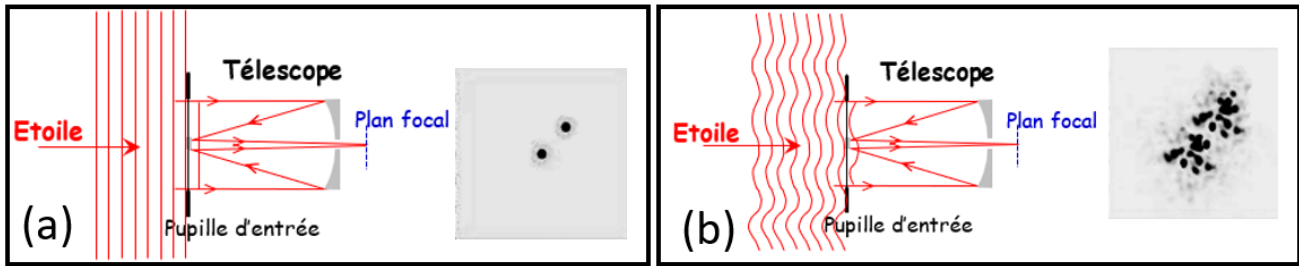 Télescope
Etoile
Plan focal
Pupille d'entrée
(a)
Télescope
Etoile
Plan focal
Pupille d'entrée
(b)